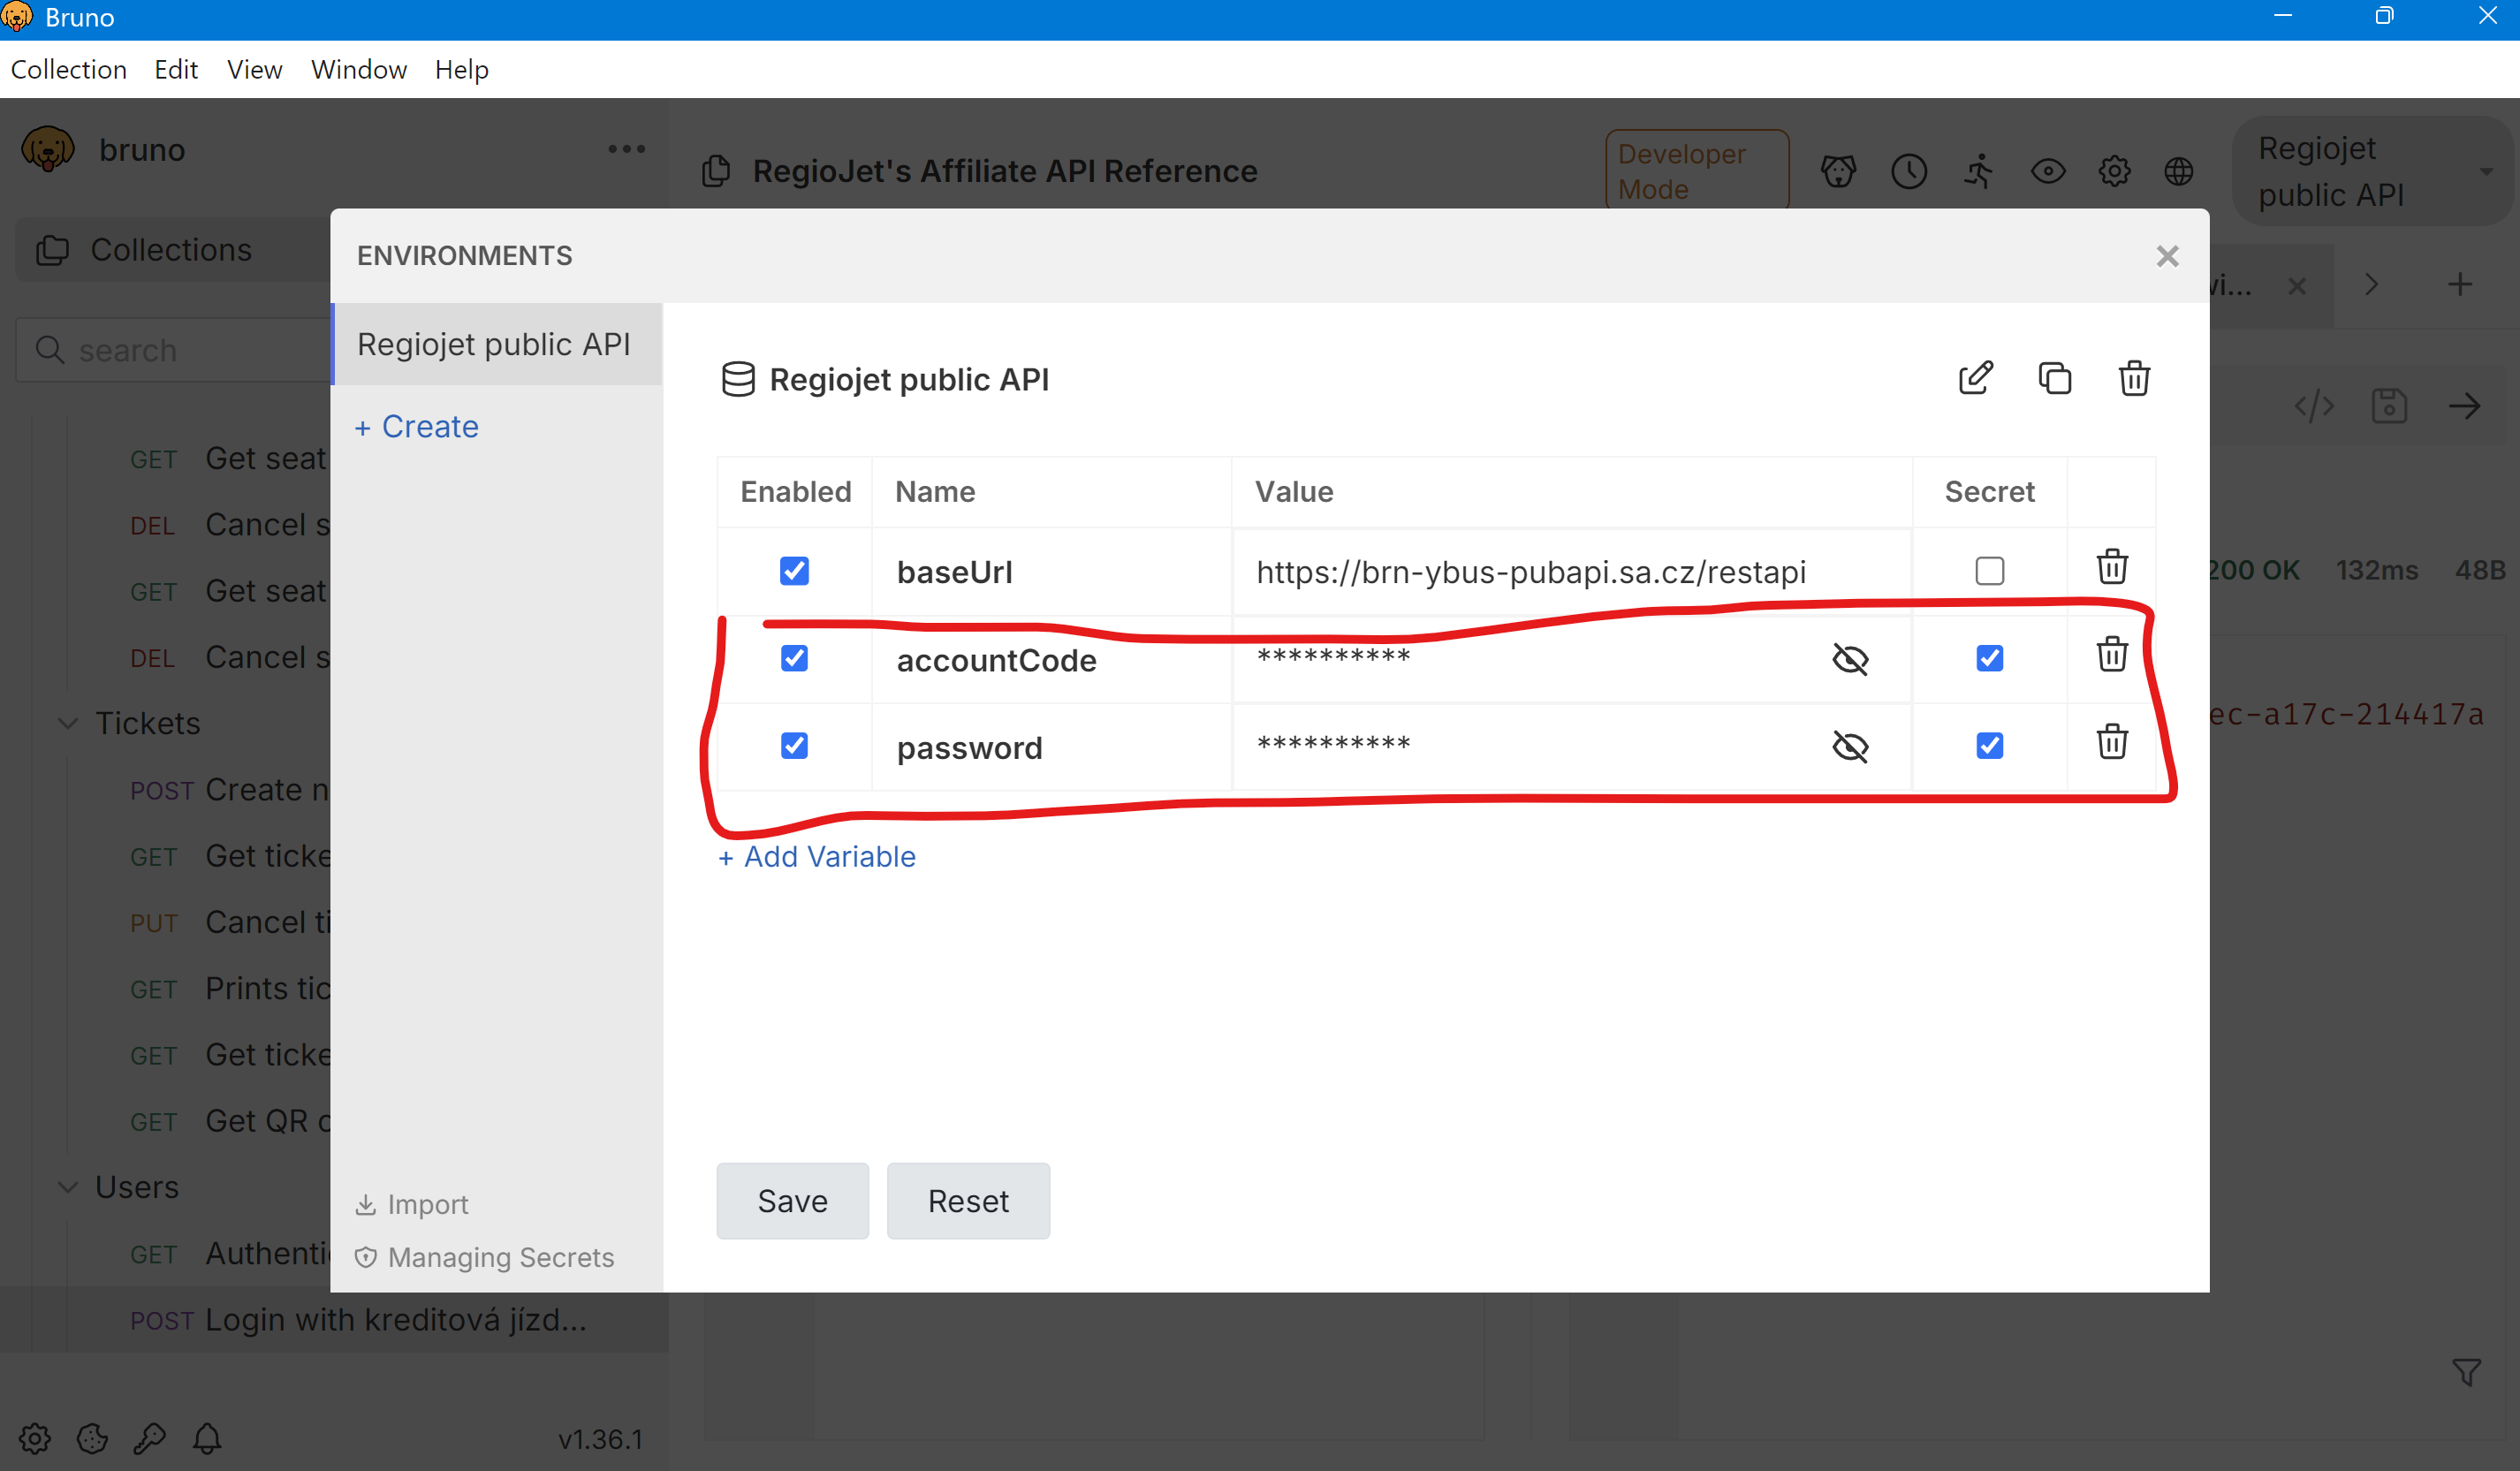 Bruno
Collection Edit View Window Help
bruno
RegioJet's Affiliate API Reference
Developer
Mode
Regiojet
public API
Collections
search
ENVIRONMENTS
Regiojet public API
+ Create
Regiojet public API
Enabled Name Value Secret
baseUrl https://brn-ybus-pubapi.sa.cz/restapi
accountCode **********
password **********
+ Add Variable
Save Reset
Import
Managing Secrets
GET Get seat
DEL Cancel s
GET Get seat
DEL Cancel s
Tickets
POST Create n
GET Get ticke
PUT Cancel ti
GET Prints tic
GET Get ticke
GET Get QR
Users
GET Authentic
POST Login with kreditová jízd...
v1.36.1
200 OK 132ms 48B
ec-a17c-214417a